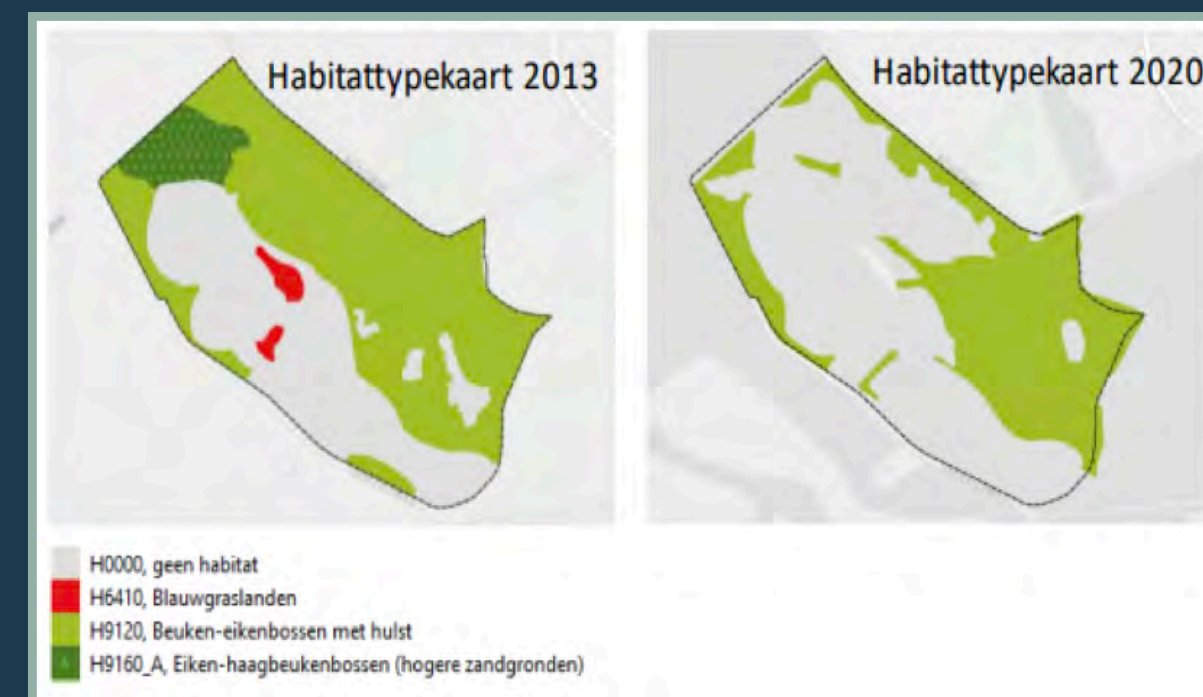 Habitattypekaart 2013
Habitattypekaart 2020
H0000, geen habitat
H6410, Blauwgraslanden
H9120, Beuken-eikenbossen met hulst
H9160_A, Eiken-haagbeukenbossen (hogere zandgronden)